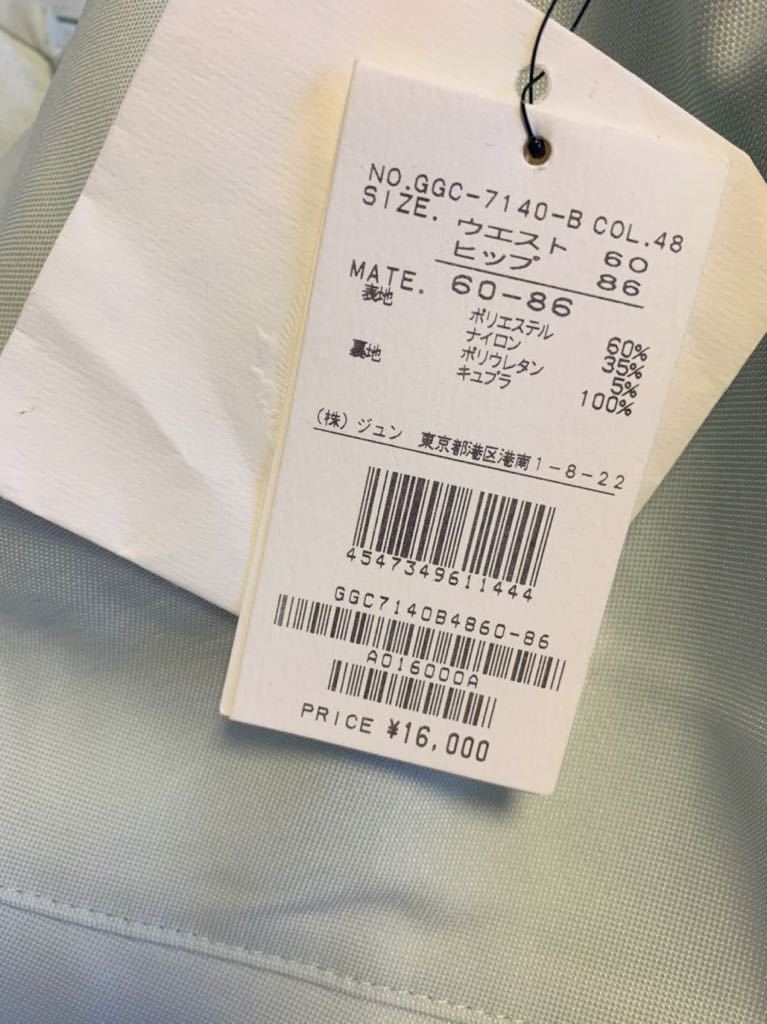 NO.GGC-7140-B COL.48
SIZE. ウエスト 60
ヒップ 86
60-86
MATE.
表地 ポリエステル 60%
ナイロン 35%
ポリウレタン 5%
裏地 キュプラ 100%
(株)ジュン 東京都港区港南1-8-22
4547349611444
GGC7140B4860-86
A016000A
PRICE ¥16,000